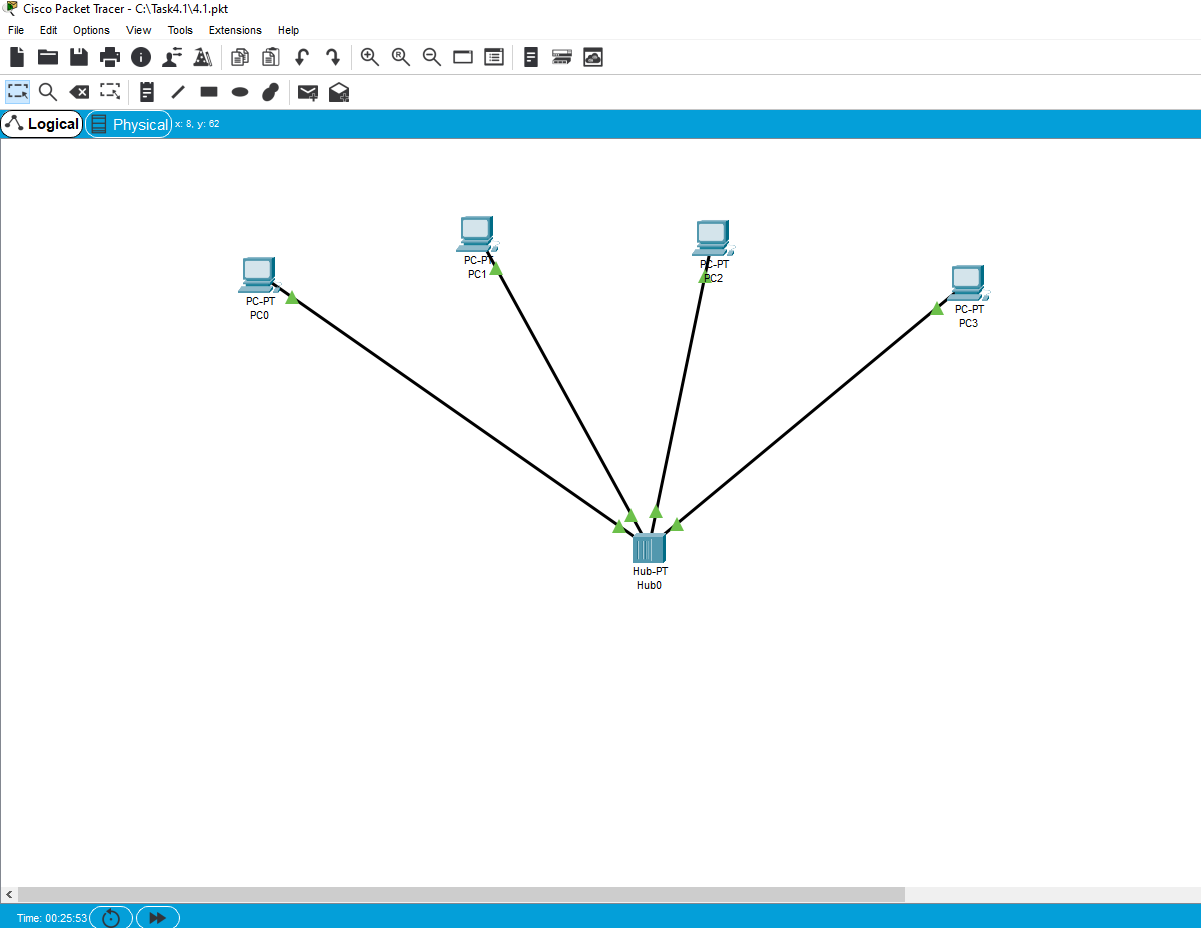 Cisco Packet Tracer - C:\Task4.1\4.1.pkt
File Edit Options View Tools Extensions Help
Logical Physical x: 8, y: 62
PC-PT
PC0
PC-PT
PC1
PC-PT
PC2
PC-PT
PC3
Hub-PT
Hub0
Time: 00:25:53